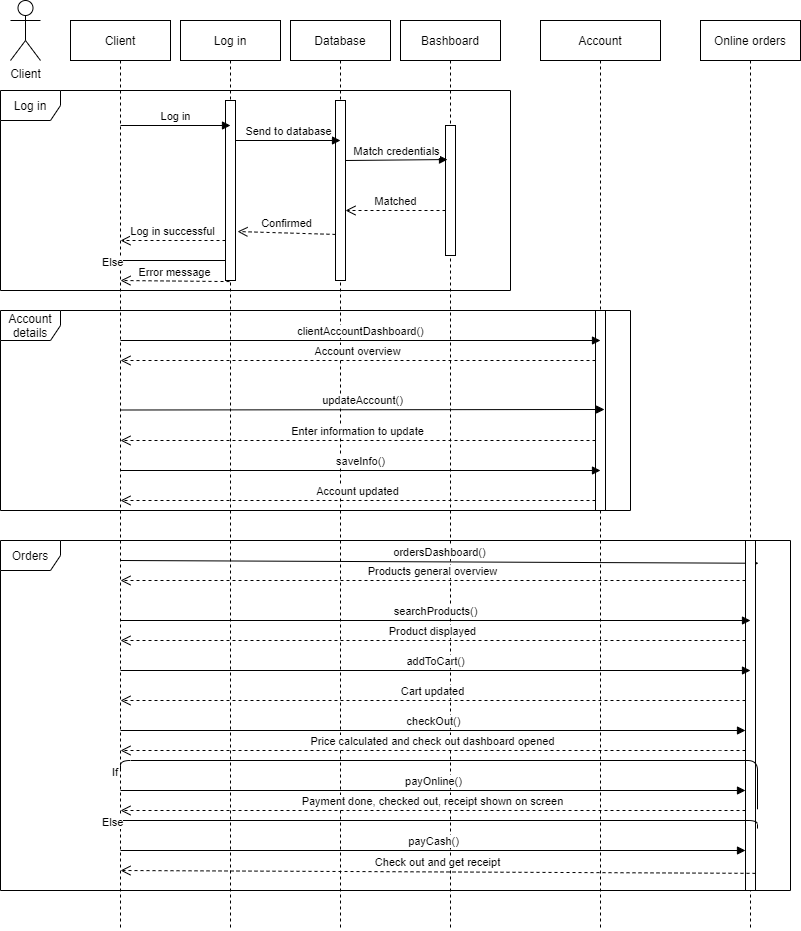 Client
Client
Log in
Database
Bashboard
Account
Online orders
Log in
Log in
Send to database
Match credentials
Matched
Confirmed
Log in successful
Else
Error message
Account
details
clientAccountDashboard()
Account overview
updateAccount()
Enter information to update
saveInfo()
Account updated
Orders
ordersDashboard()
Products general overview
searchProducts()
Product displayed
addToCart()
Cart updated
checkOut()
Price calculated and check out dashboard opened
If
payOnline()
Payment done, checked out, receipt shown on screen
Else
payCash()
Check out and get receipt